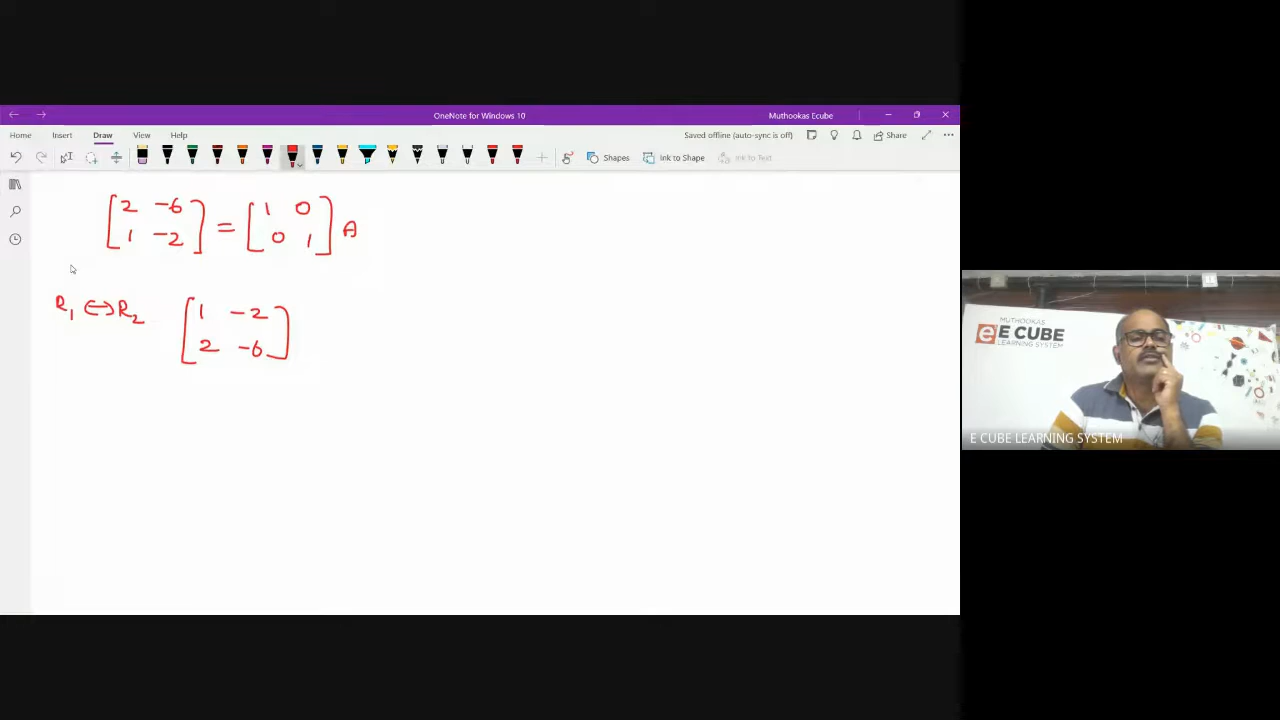 OneNote for Windows 10
Muthookas Ecube
Home Insert Draw View Help
Saved offline (auto-sync is off)
Share
Shapes
Ink to Shape
Ink to Text
[2 -6
1 -2] = [1 0
0 1] A
R₁ ⇔ R₂ [1 -2
2 -6]
MUTHOOKAS
e E CUBE
LEARNING SYSTEM
E CUBE LEARNING SYSTEM